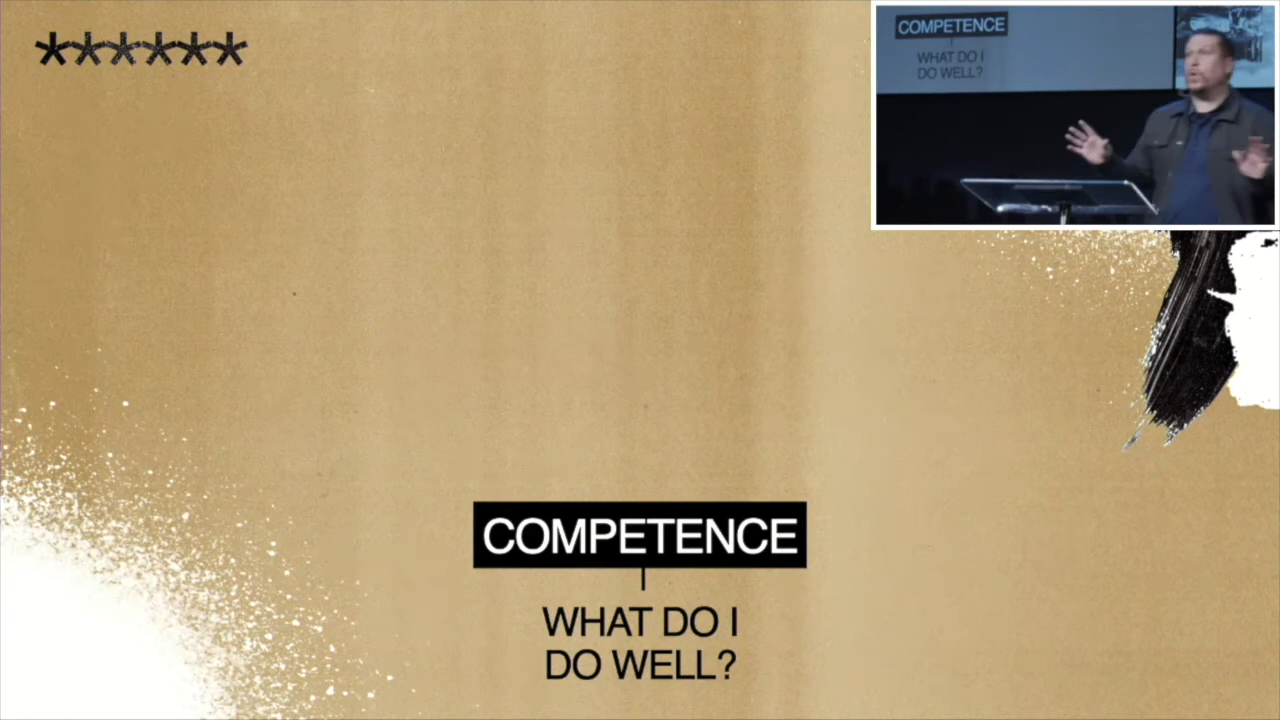 ******
COMPETENCE
WHAT DO I
DO WELL?
COMPETENCE
WHAT DO I
DO WELL?